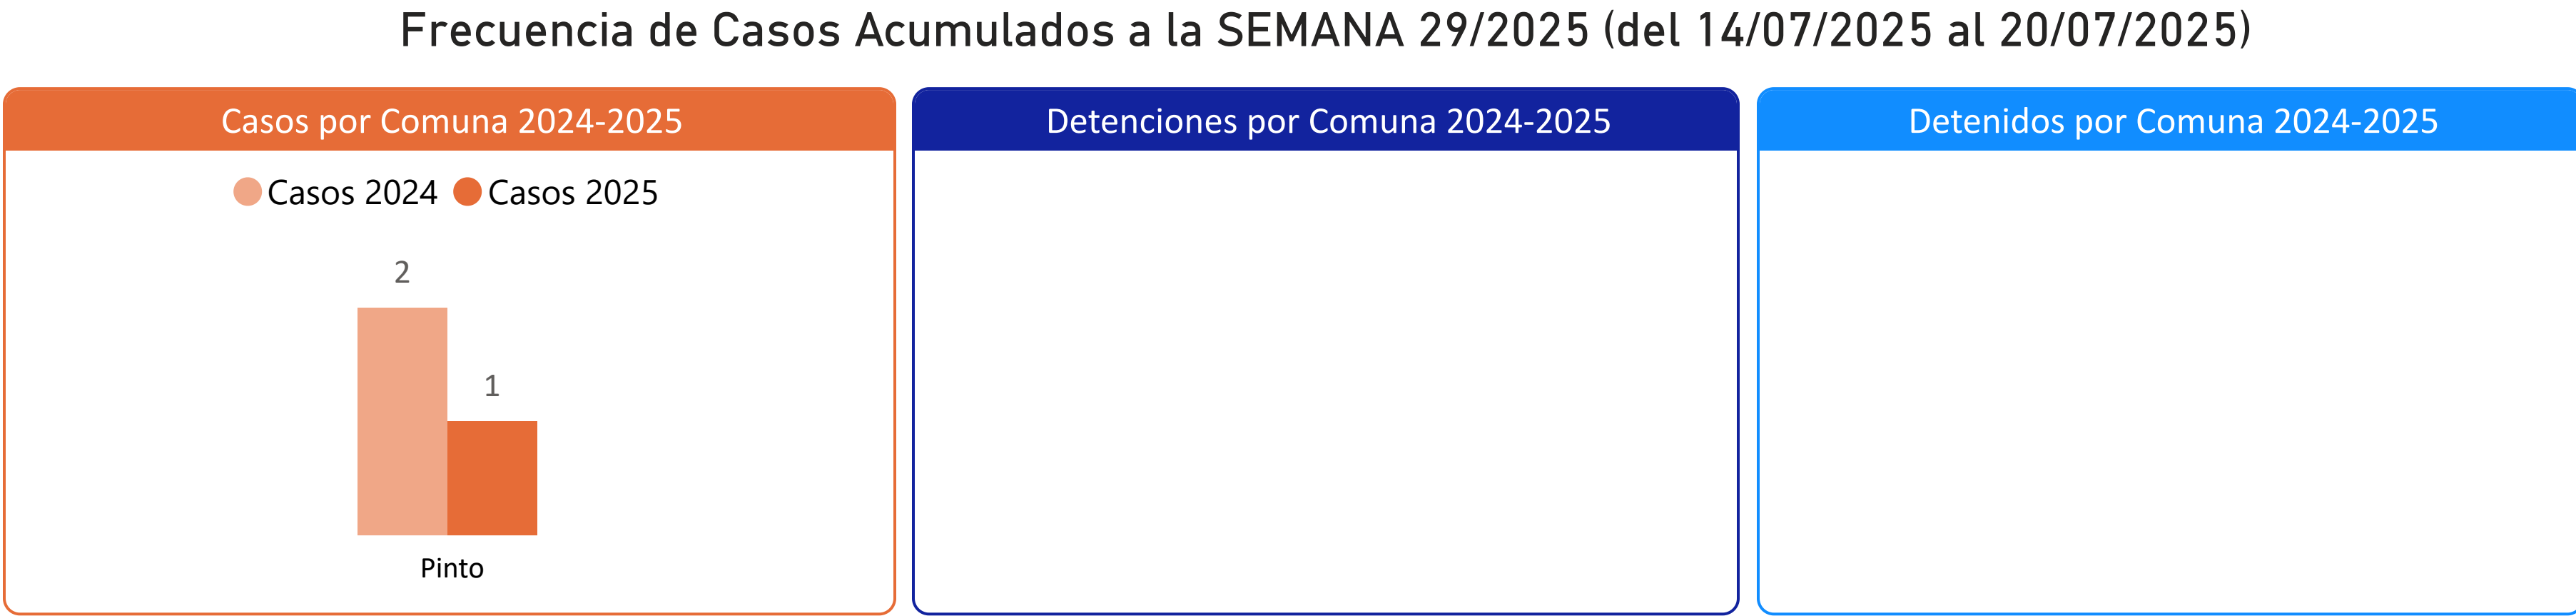 Frecuencia de Casos Acumulados a la SEMANA 29/2025 (del 14/07/2025 al 20/07/2025)
Casos por Comuna 2024-2025
Casos 2024 Casos 2025
2
1
Pinto
Detenciones por Comuna 2024-2025
Detenidos por Comuna 2024-2025